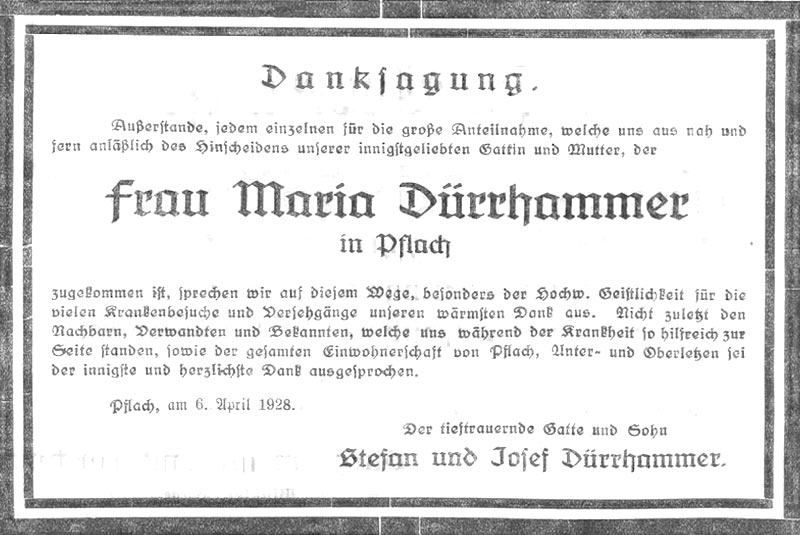 Danksagung.
Außerstande, jedem einzelnen für die große Anteilnahme, welche uns aus nah und
fern anläßlich des Hinscheidens unserer innigstgeliebten Gattin und Mutter, der
Frau Maria Dürrhammer
in Pflach
zugekommen ist, sprechen wir auf diesem Wege, besonders der Hochw. Geistlichkeit für die
vielen Krankenbesuche und Versehgänge unseren wärmsten Dank aus. Nicht zuletzt den
Nachbarn, Verwandten und Bekannten, welche uns während der Krankheit so hilfreich zur
Seite standen, sowie der gesamten Einwohnerschaft von Pflach, Unter- und Oberletzen sei
der innigste und herzlichste Dank ausgesprochen.
Pflach, am 6. April 1928.
Der tieftrauernde Gatte und Sohn
Stefan und Josef Dürrhammer.